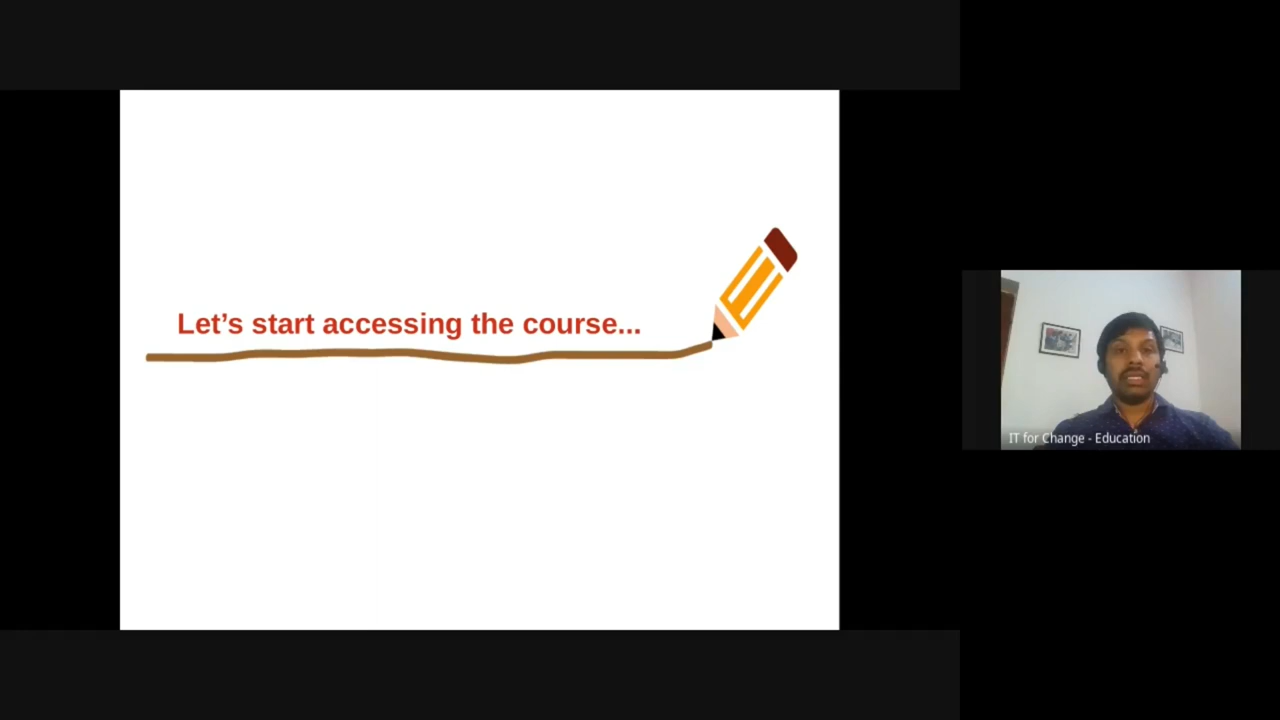 Let’s start accessing the course...
IT for Change - Education